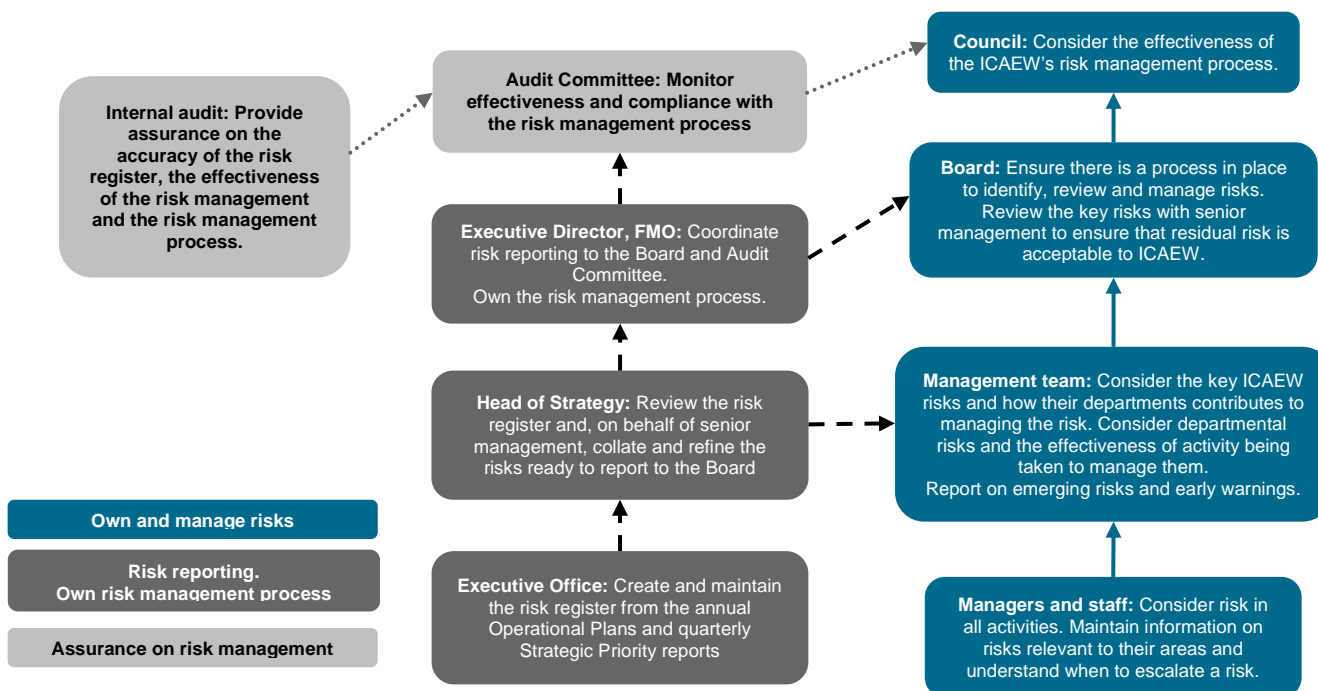 Internal audit: Provide
assurance on the
accuracy of the risk
register, the effectiveness
of the risk management
and the risk management
process.
Audit Committee: Monitor
effectiveness and compliance with
the risk management process
Council: Consider the effectiveness of
the ICAEW’s risk management process.
Executive Director, FMO: Coordinate
risk reporting to the Board and Audit
Committee.
Own the risk management process.
Board: Ensure there is a process in place
to identify, review and manage risks.
Review the key risks with senior
management to ensure that residual risk is
acceptable to ICAEW.
Head of Strategy: Review the risk
register and, on behalf of senior
management, collate and refine the
risks ready to report to the Board
Management team: Consider the key ICAEW
risks and how their departments contributes to
managing the risk. Consider departmental
risks and the effectiveness of activity being
taken to manage them.
Report on emerging risks and early warnings.
Executive Office: Create and maintain
the risk register from the annual
Operational Plans and quarterly
Strategic Priority reports
Managers and staff: Consider risk in
all activities. Maintain information on
risks relevant to their areas and
understand when to escalate a risk.
Own and manage risks
Risk reporting.
Own risk management process
Assurance on risk management